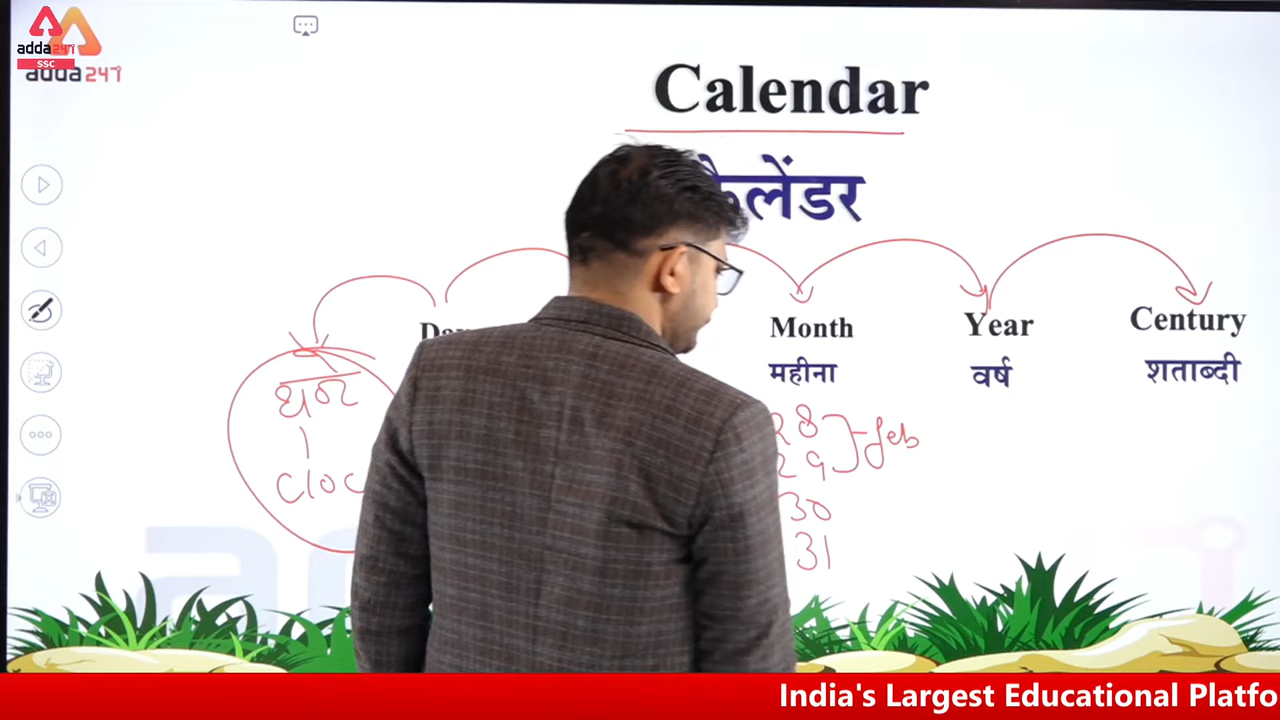 adda247
SSC
adda247
Calendar
कैलेंडर
Month
Year
Century
महीना
वर्ष
शताब्दी
28
29
feb
30
31
India's Largest Educational Platfo